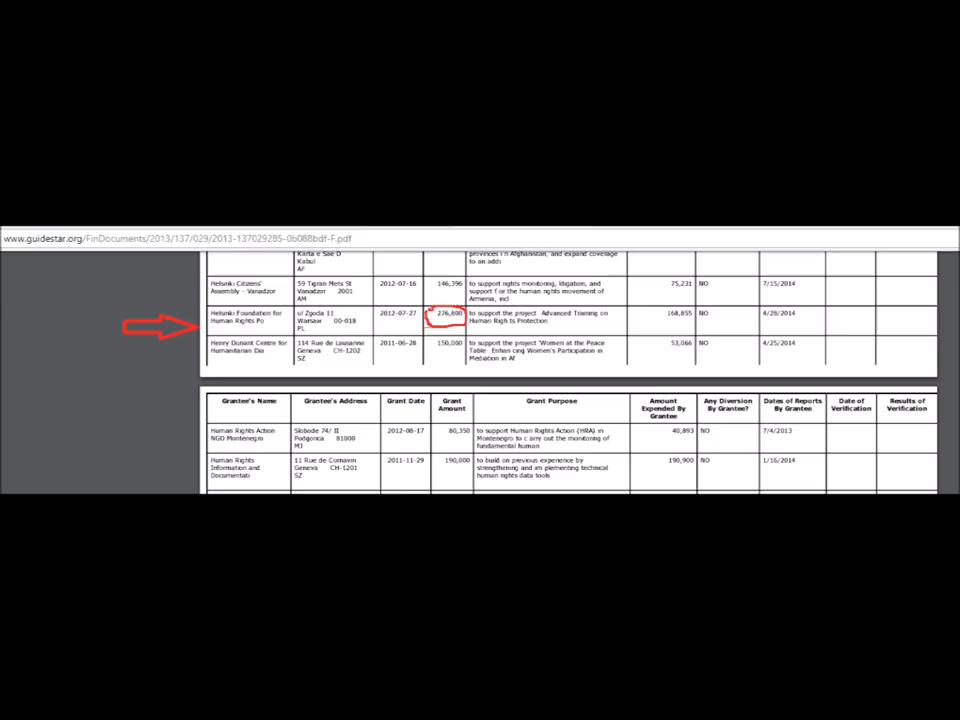 www.guidestar.org/FinDocuments/2013/137/029/2013-137029285-0b088bdf-F.pdf
Karta e Sae D
Kabul
AF
provinces i n Afghanistan, and expand coverage
to an addi
Helsinki Citizens'
Assembly - Vanadzor
59 Tigran Mets St
Vanadzor 2001
AM
2012-07-16
146,396
to support rights monitoring, litigation, and
support f or the human rights movement of
Armenia, incl
75,231
NO
7/15/2014
Helsinki Foundation for
Human Rights Po
ul Zgoda 11
Warsaw 00-018
PL
2012-07-27
276,800
to support the project Advanced Training on
Human Righ ts Protection
168,855
NO
4/28/2014
Henry Dunant Centre for
Humanitarian Dia
114 Rue de Lausanne
Geneva CH-1202
SZ
2011-06-28
150,000
to support the project 'Women at the Peace
Table Enhan cing Women's Participation in
Mediation in Af
53,066
NO
4/25/2014
Grantee's Name
Grantee's Address
Grant Date
Grant
Amount
Grant Purpose
Amount
Expended By
Grantee
Any Diversion
By Grantee?
Dates of Reports
By Grantee
Date of
Verification
Results of
Verification
Human Rights Action
NGO Montenegro
Slobode 74/ II
Podgorica 81000
MJ
2012-08-17
80,350
to support Human Rights Action (HRA) in
Montenegro to c arry out the monitoring of
fundamental human
40,893
NO
7/4/2013
Human Rights
Information and
Documentati
11 Rue de Cornavin
Geneva CH-1201
SZ
2011-11-29
190,000
to build on previous experience by
strengthening and im plementing technical
human rights data tools
190,900
NO
1/16/2014